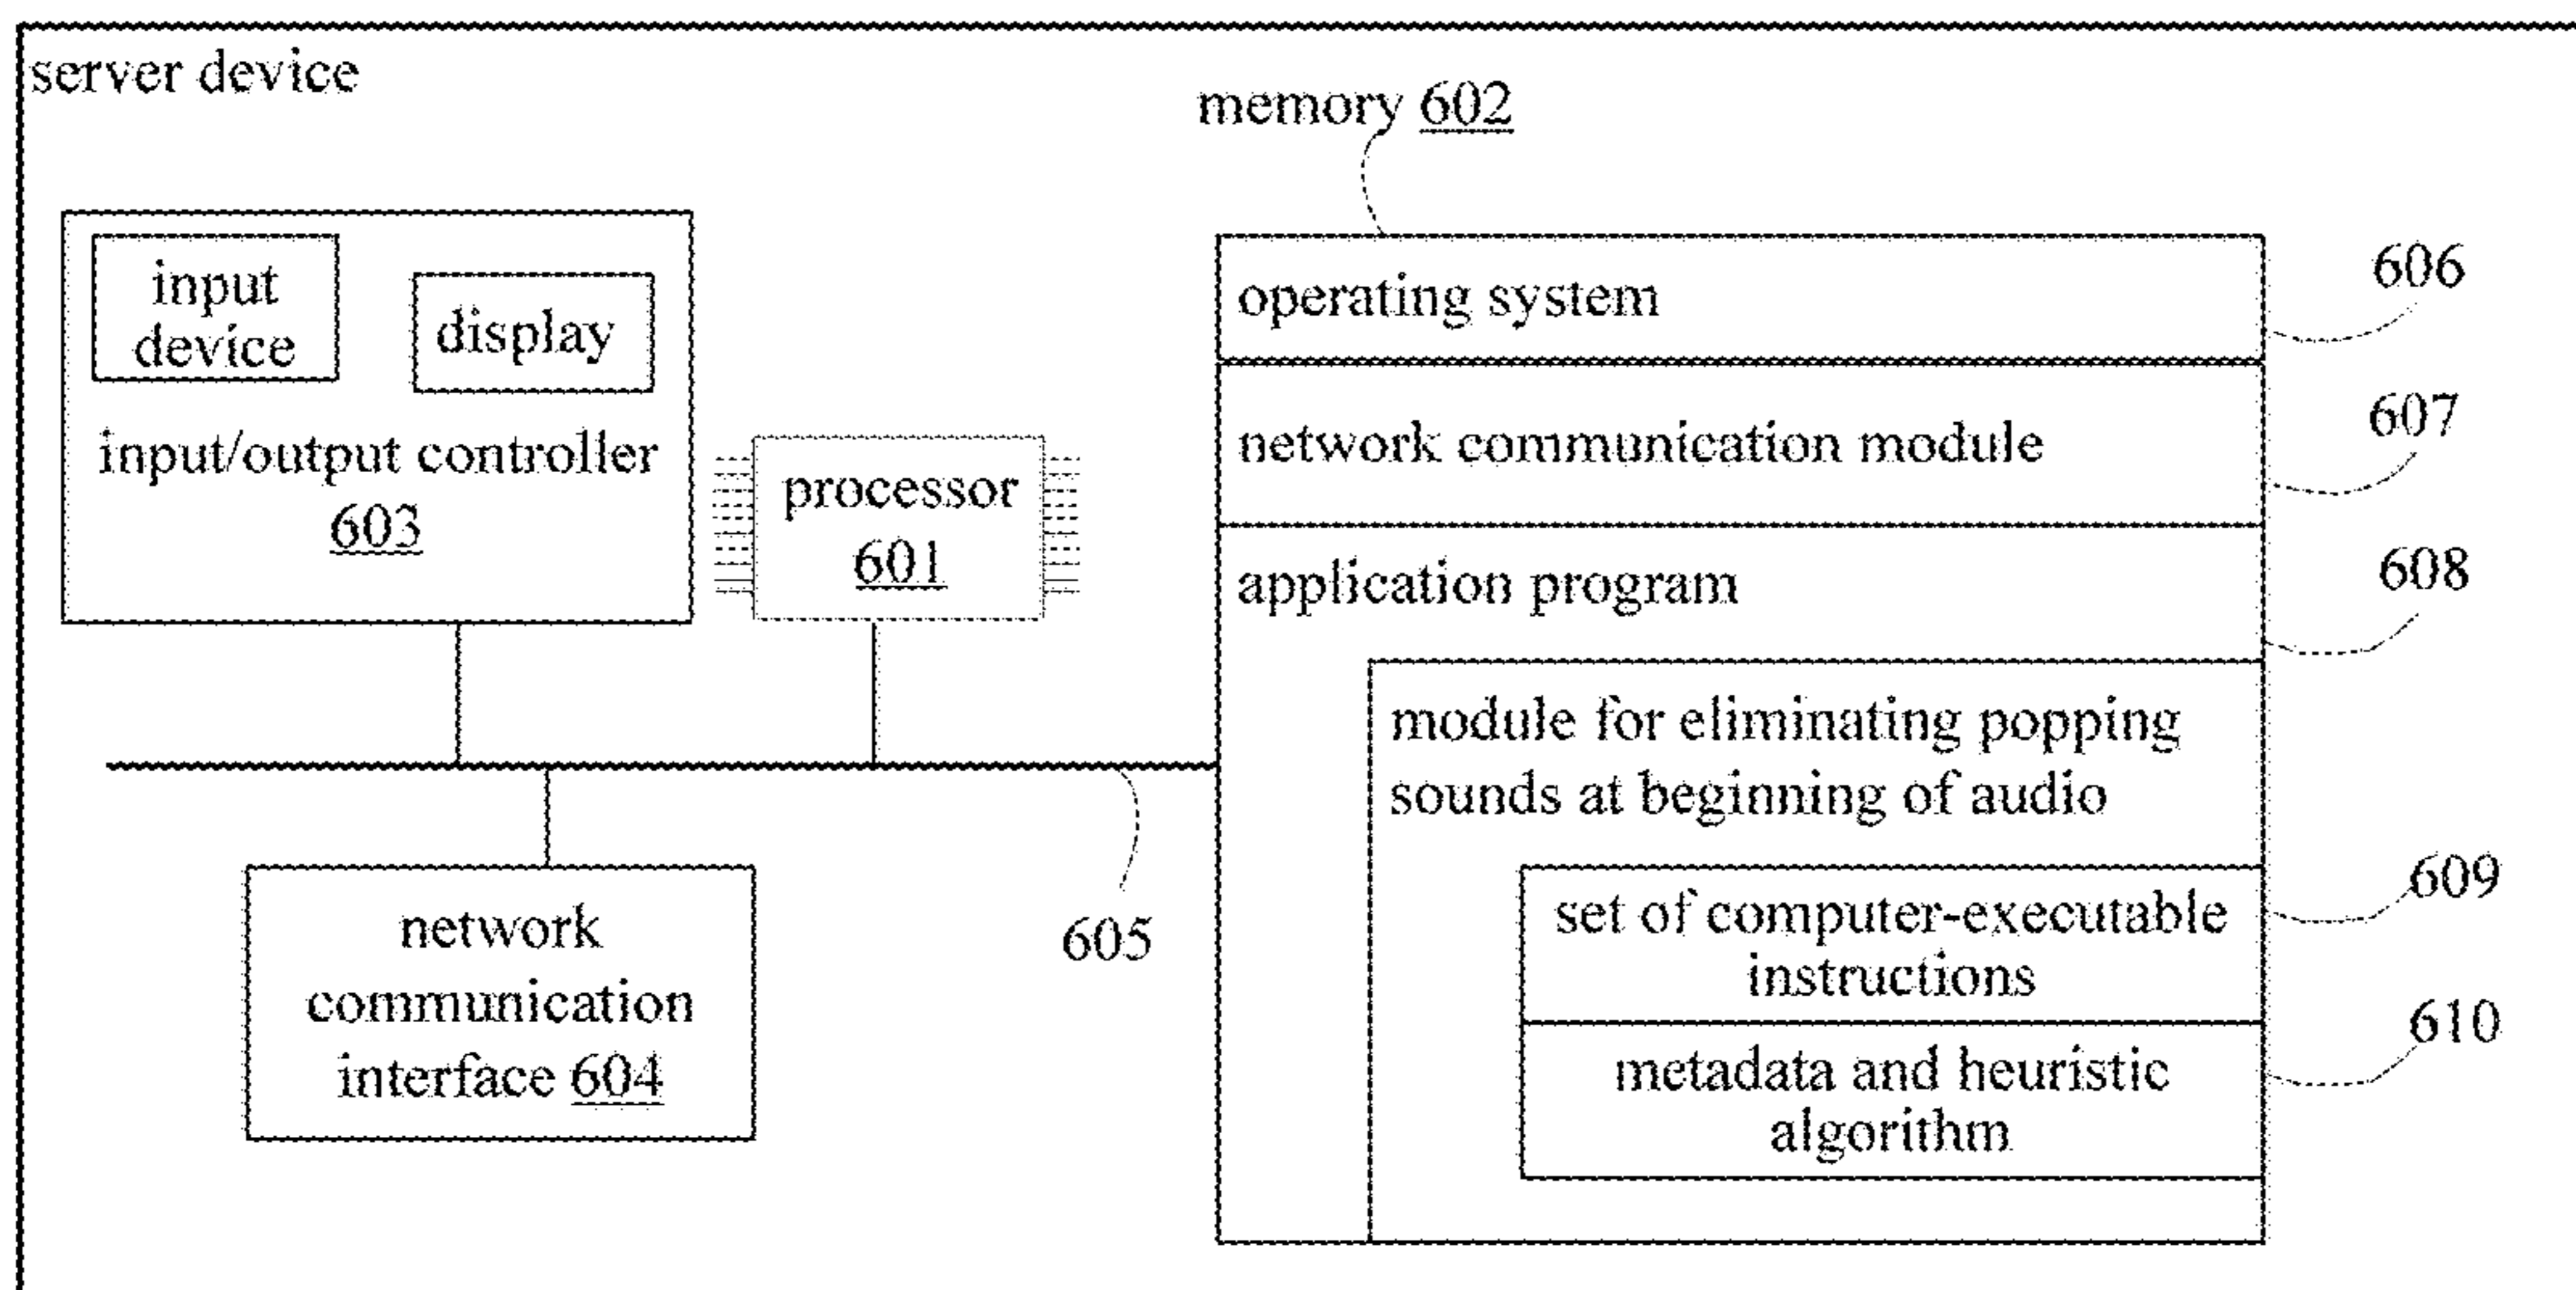 server device
memory 602
input
device
display
input/output controller
603
processor
601
operating system
606
network communication module
607
application program
608
module for eliminating popping
sounds at beginning of audio
set of computer-executable
instructions
609
metadata and heuristic
algorithm
610
605
network
communication
interface 604